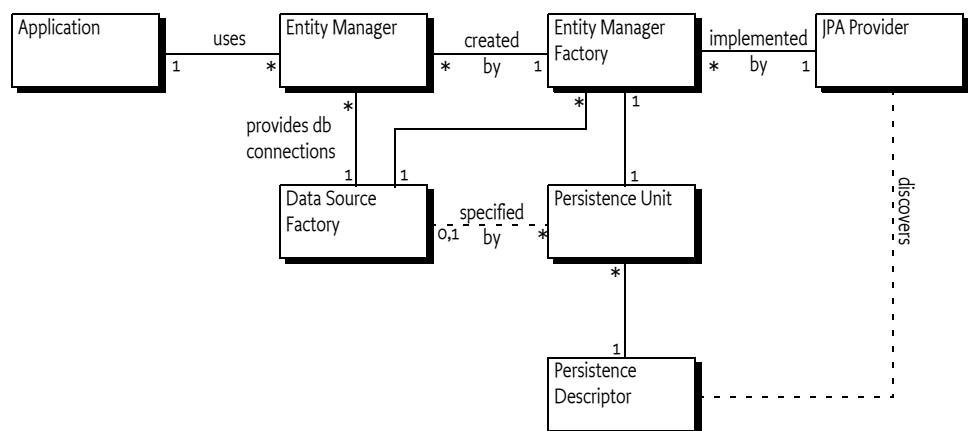 Application
uses
1
*
Entity Manager
created
by
*
1
Entity Manager
Factory
implemented
by
*
1
JPA Provider
*
provides db
connections
1
*
1
1
1
Data Source
Factory
specified
by
0,1
*
Persistence Unit
discovers
*
1
Persistence
Descriptor